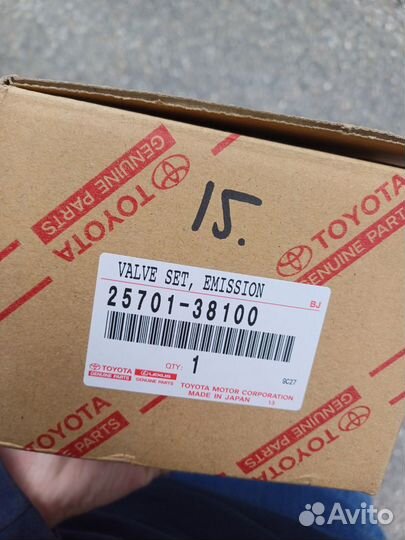 TOYOTA
GENUINE PARTS
TOYOTA
GENUINE PARTS
15.
VALVE SET, EMISSION
25701-38100
BJ
TOYOTA
GENUINE PARTS
LEXUS
GENUINE PARTS
QTY:
1
9C27
TOYOTA MOTOR CORPORATION
MADE IN JAPAN
13
TOYOTA
GENUINE PARTS
TOYOTA
GENUINE PARTS
Avito